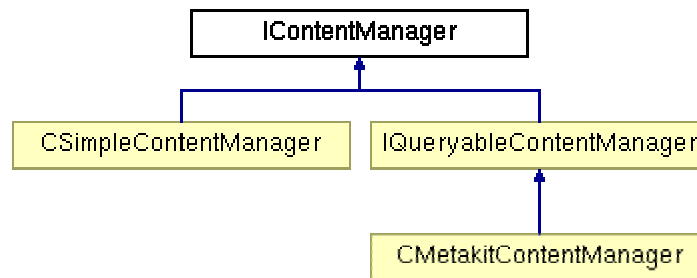 IContentManager
CSimpleContentManager
IQueryableContentManager
CMetakitContentManager